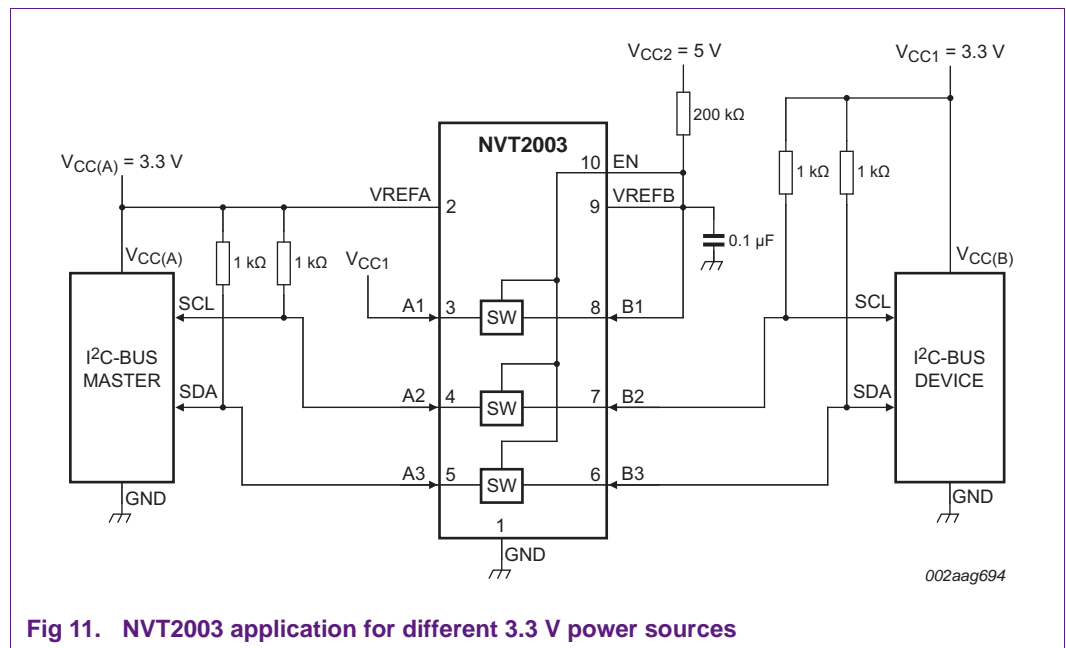 VCC2 = 5 V
VCC1 = 3.3 V
200 kΩ
NVT2003
VCC(A) = 3.3 V
10 EN
1 kΩ 1 kΩ
VREFA 2
9 VREFB
0.1 μF
VCC(A)
1 kΩ 1 kΩ
VCC1
VCC(B)
SCL
A1 3 SW 8 B1
SCL
I2C-BUS
MASTER
I2C-BUS
DEVICE
SDA
A2 4 SW 7 B2
SDA
A3 5 SW 6 B3
GND
1
GND
GND
002aag694
Fig 11. NVT2003 application for different 3.3 V power sources